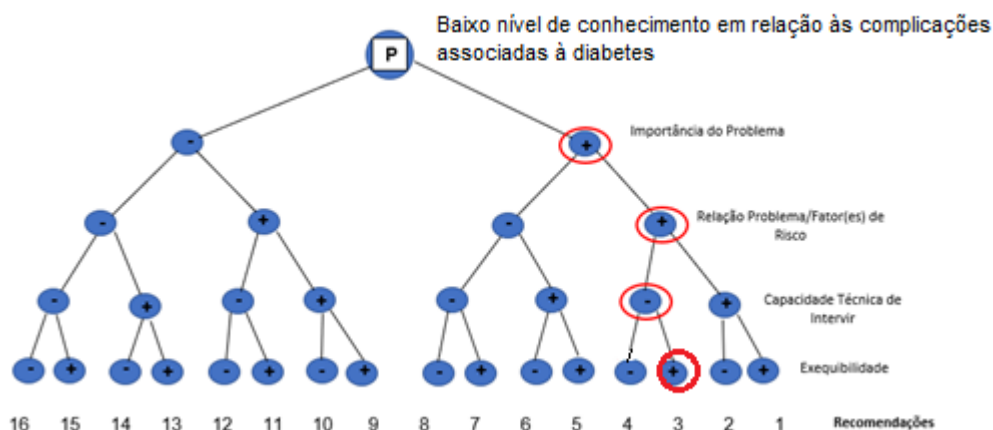 Baixo nível de conhecimento em relação às complicações
associadas à diabetes
P
Importância do Problema
- +
Relação Problema/Fator(es) de
Risco
- + - +
Capacidade Técnica de
Intervir
- + - + - + - +
Exequibilidade
- + - + - + - + - + - + - + - +
16 15 14 13 12 11 10 9 8 7 6 5 4 3 2 1 Recomendações